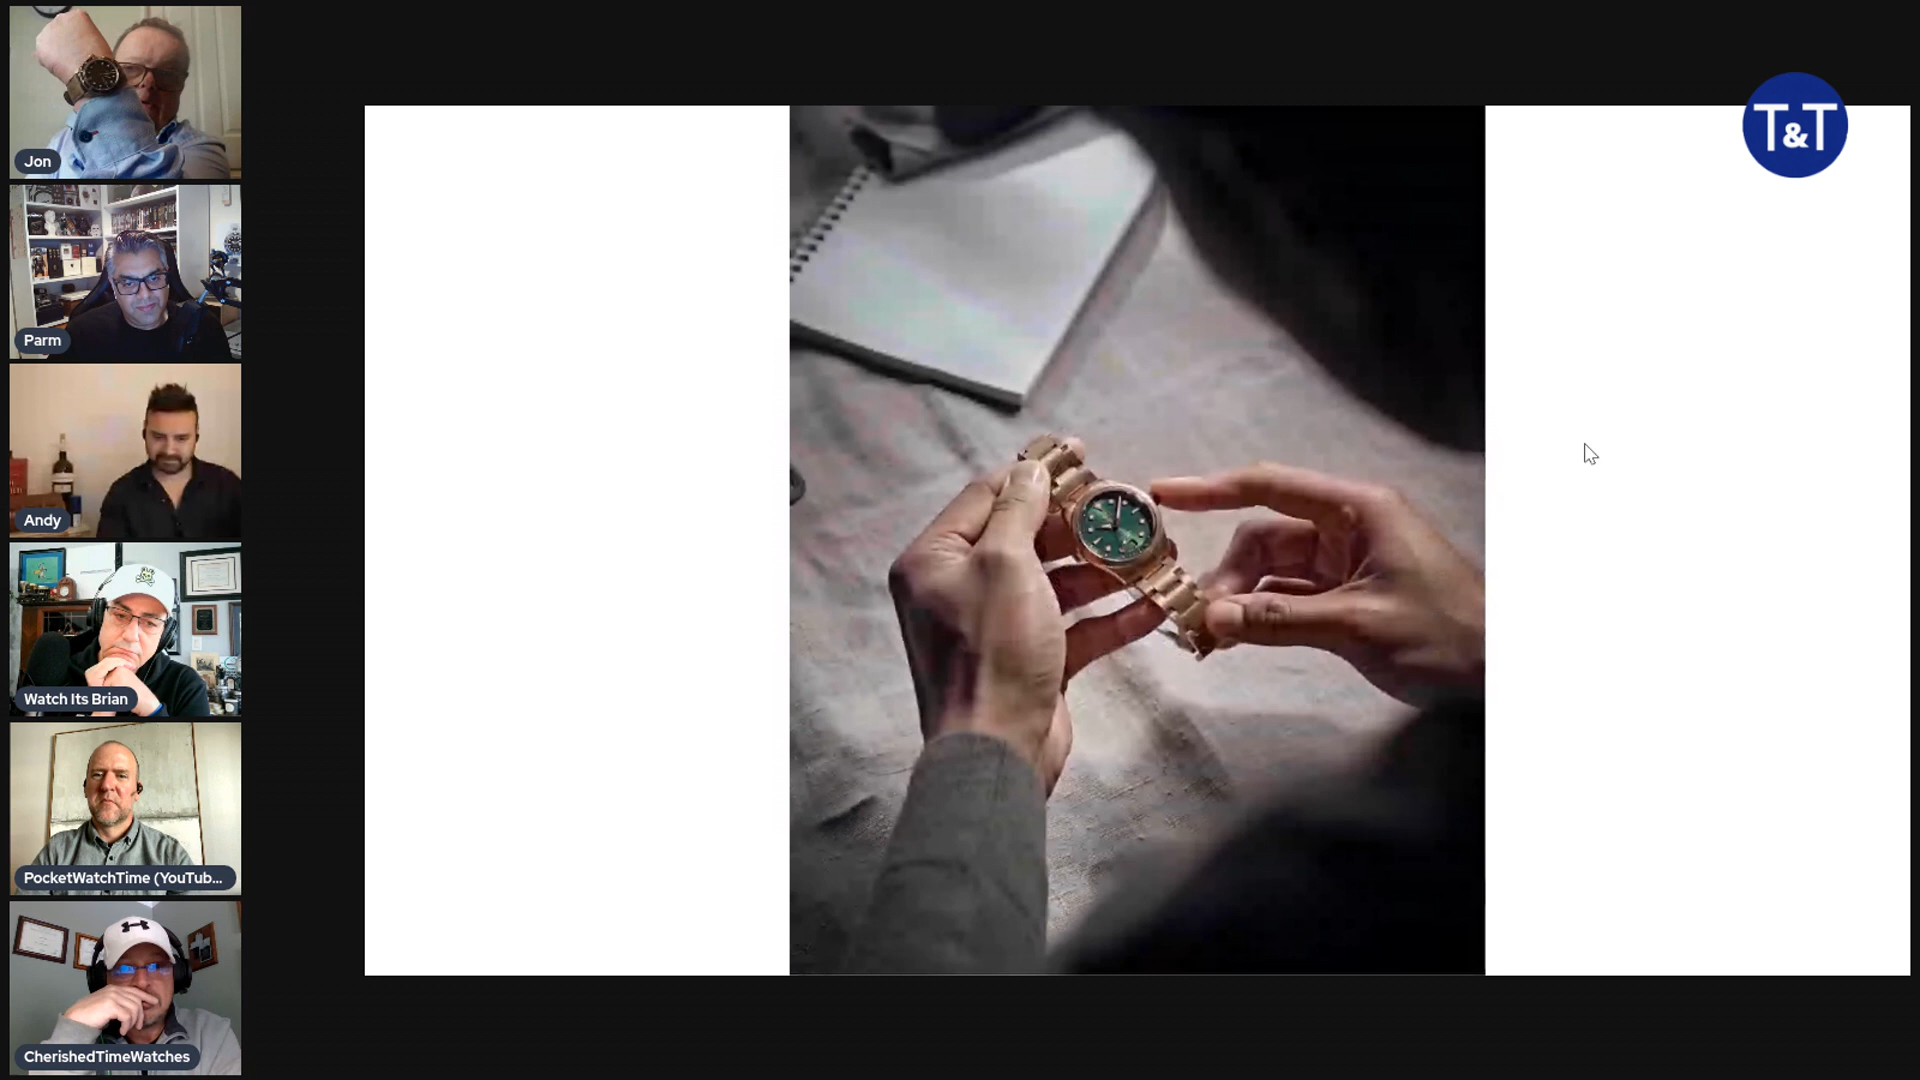 Jon
Parm
Andy
Watch Its Brian
PocketWatchTime (YouTub...
CherishedTimeWatches
T&T